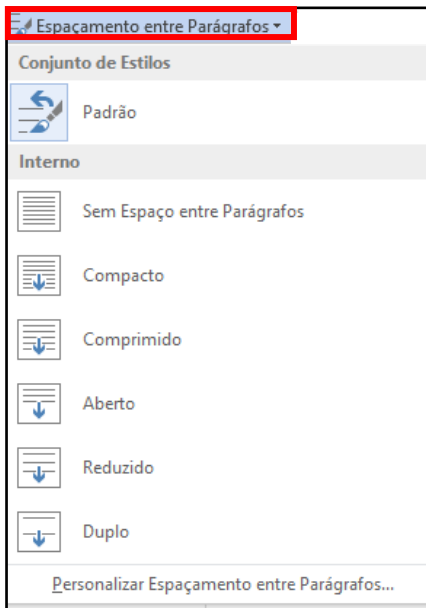 Espaçamento entre Parágrafos
Conjunto de Estilos
Padrão
Interno
Sem Espaço entre Parágrafos
Compacto
Comprimido
Aberto
Reduzido
Duplo
Personalizar Espaçamento entre Parágrafos...